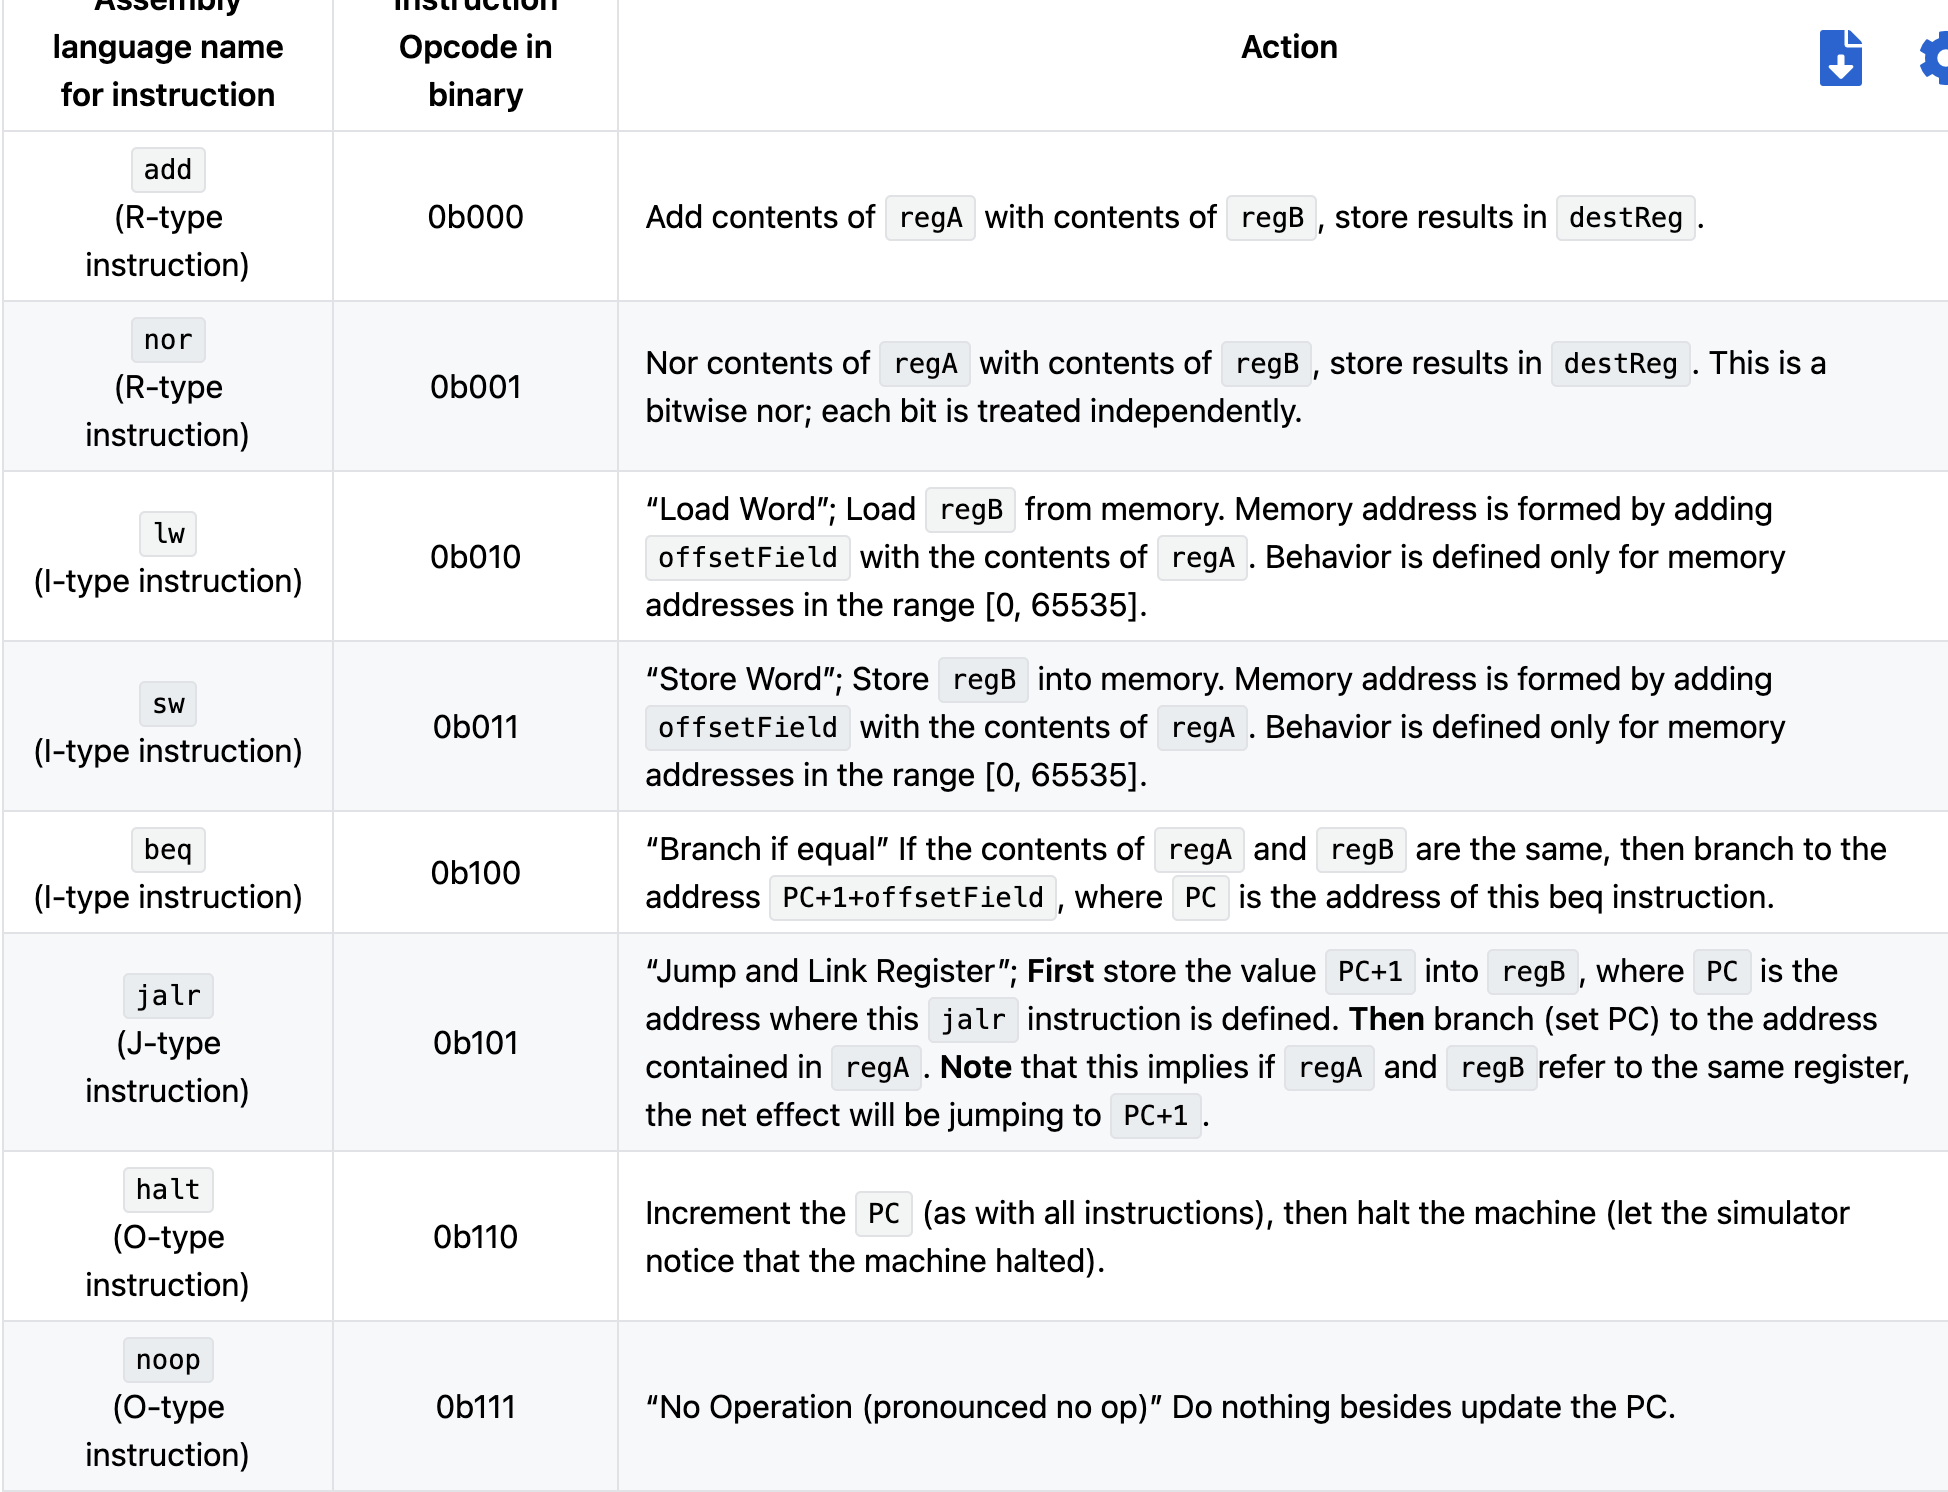 Assembly
language name
for instruction
Instruction
Opcode in
binary
Action
add
(R-type
instruction)
0b000
Add contents of regA with contents of regB, store results in destReg.
nor
(R-type
instruction)
0b001
Nor contents of regA with contents of regB, store results in destReg. This is a
bitwise nor; each bit is treated independently.
lw
(I-type instruction)
0b010
“Load Word”; Load regB from memory. Memory address is formed by adding
offsetField with the contents of regA. Behavior is defined only for memory
addresses in the range [0, 65535].
sw
(I-type instruction)
0b011
“Store Word”; Store regB into memory. Memory address is formed by adding
offsetField with the contents of regA. Behavior is defined only for memory
addresses in the range [0, 65535].
beq
(I-type instruction)
0b100
“Branch if equal” If the contents of regA and regB are the same, then branch to the
address PC+1+offsetField, where PC is the address of this beq instruction.
jalr
(J-type
instruction)
0b101
“Jump and Link Register”; First store the value PC+1 into regB, where PC is the
address where this jalr instruction is defined. Then branch (set PC) to the address
contained in regA. Note that this implies if regA and regB refer to the same register,
the net effect will be jumping to PC+1.
halt
(O-type
instruction)
0b110
Increment the PC (as with all instructions), then halt the machine (let the simulator
notice that the machine halted).
noop
(O-type
instruction)
0b111
“No Operation (pronounced no op)” Do nothing besides update the PC.